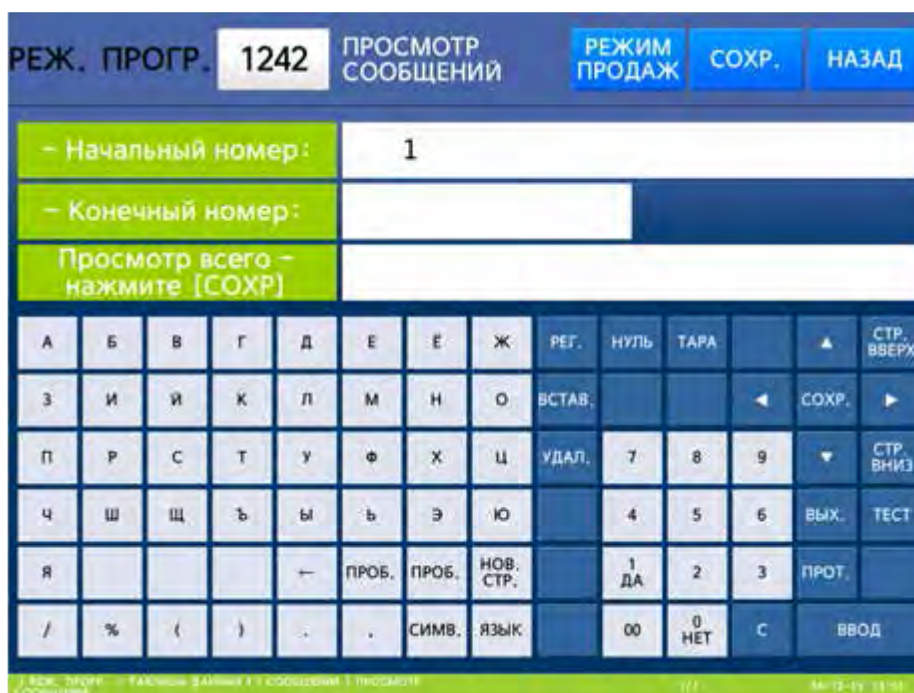 РЕЖ. ПРОГР. 1242 ПРОСМОТР СООБЩЕНИЙ РЕЖИМ ПРОДАЖ СОХР. НАЗАД
- Начальный номер: 1
- Конечный номер:
Просмотр всего -
нажмите [СОХР]
А Б В Г Д Е Ё Ж РЕГ. НУЛЬ ТАРА ▲ СТР. ВВЕРХ
З И Й К Л М Н О ВСТАВ. ◄ СОХР. ►
П Р С Т У Ф Х Ц УДАЛ. 7 8 9 ▼ СТР. ВНИЗ
Ч Ш Щ Ъ Ы Ь Э Ю 4 5 6 ВЫХ. ТЕСТ
Я ← ПРОБ. ПРОБ. НОВ. СТР. 1 ДА 2 3 ПРОТ.
/ % ( ) СИМВ. ЯЗЫК 00 0 НЕТ С ВВОД